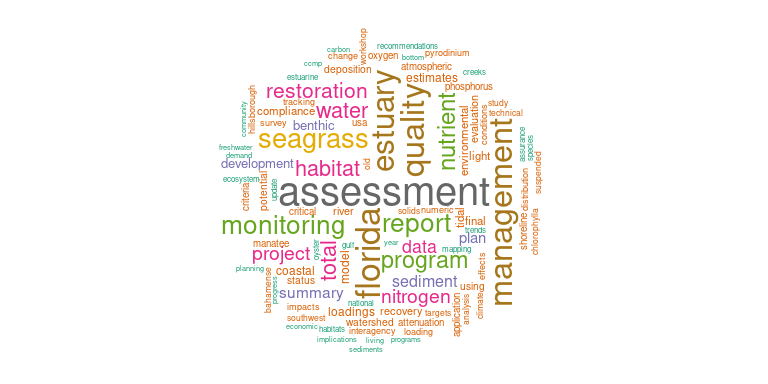 carbon
workshop
recommendations
change
oxygen
bottom
pyrodinium
ccmp
deposition
atmospheric
creeks
estuarine
estimates
restoration
estuary
quality
phosphorus
hillsborough
tracking
compliance
water
nutrient
environmental
evaluation
conditions
study
technical
community
survey
benthic
usa
seagrass
management
assurance
species
freshwater
demand
development
habitat
old
light
suspended
ecosystem
criteria
potential
update
assessment
distribution
critical
river
solids
numeric
tidal
final
monitoring
florida
report
trends
shoreline
chlorophylla
manatee
oyster
gulf
year
data
plan
mapping
project
total
model
program
effects
planning
coastal
status
bahamense
progress
summary
sediment
using
nitrogen
climate
national
impacts
loadings
recovery
targets
application
analysis
southwest
economic
habitats
watershed
attenuation
interagency
loading
implications
living
programs
sediments